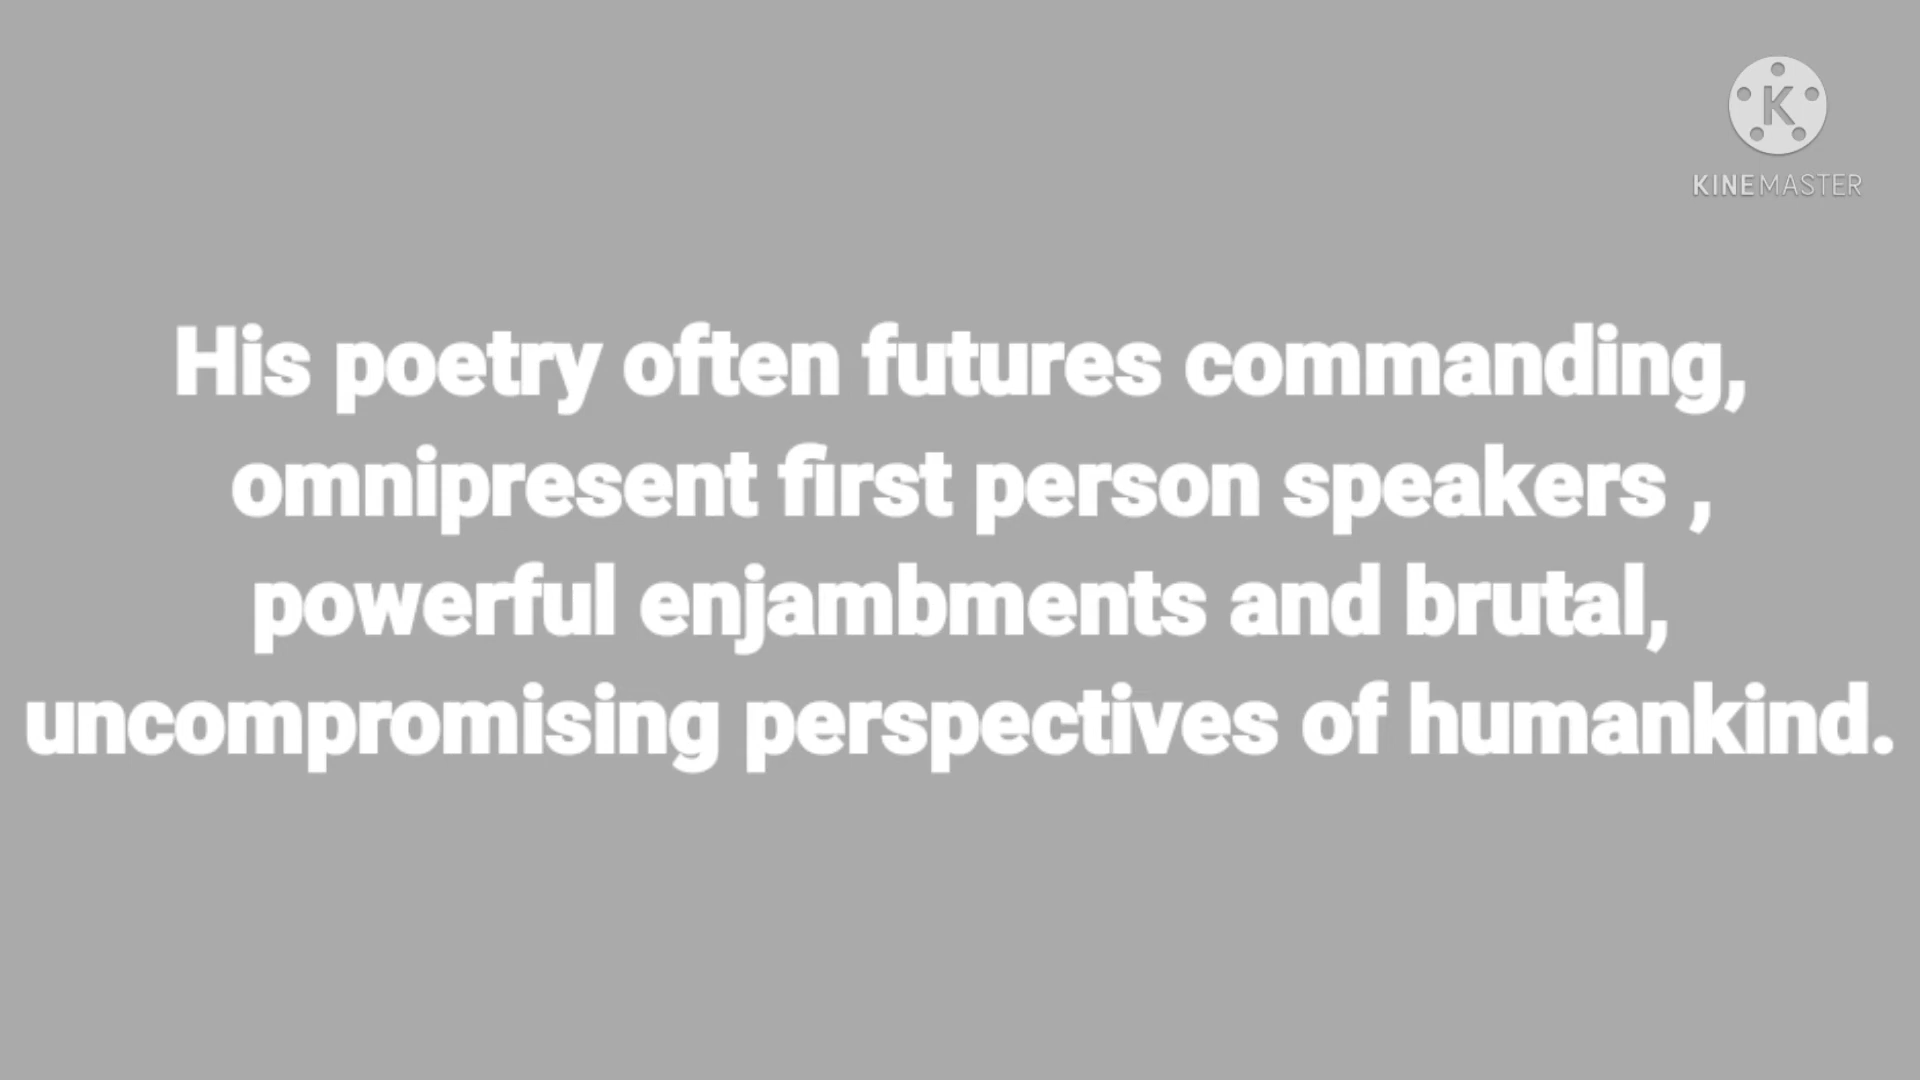 K
KINEMASTER
His poetry often futures commanding,
omnipresent first person speakers ,
powerful enjambments and brutal,
uncompromising perspectives of humankind.